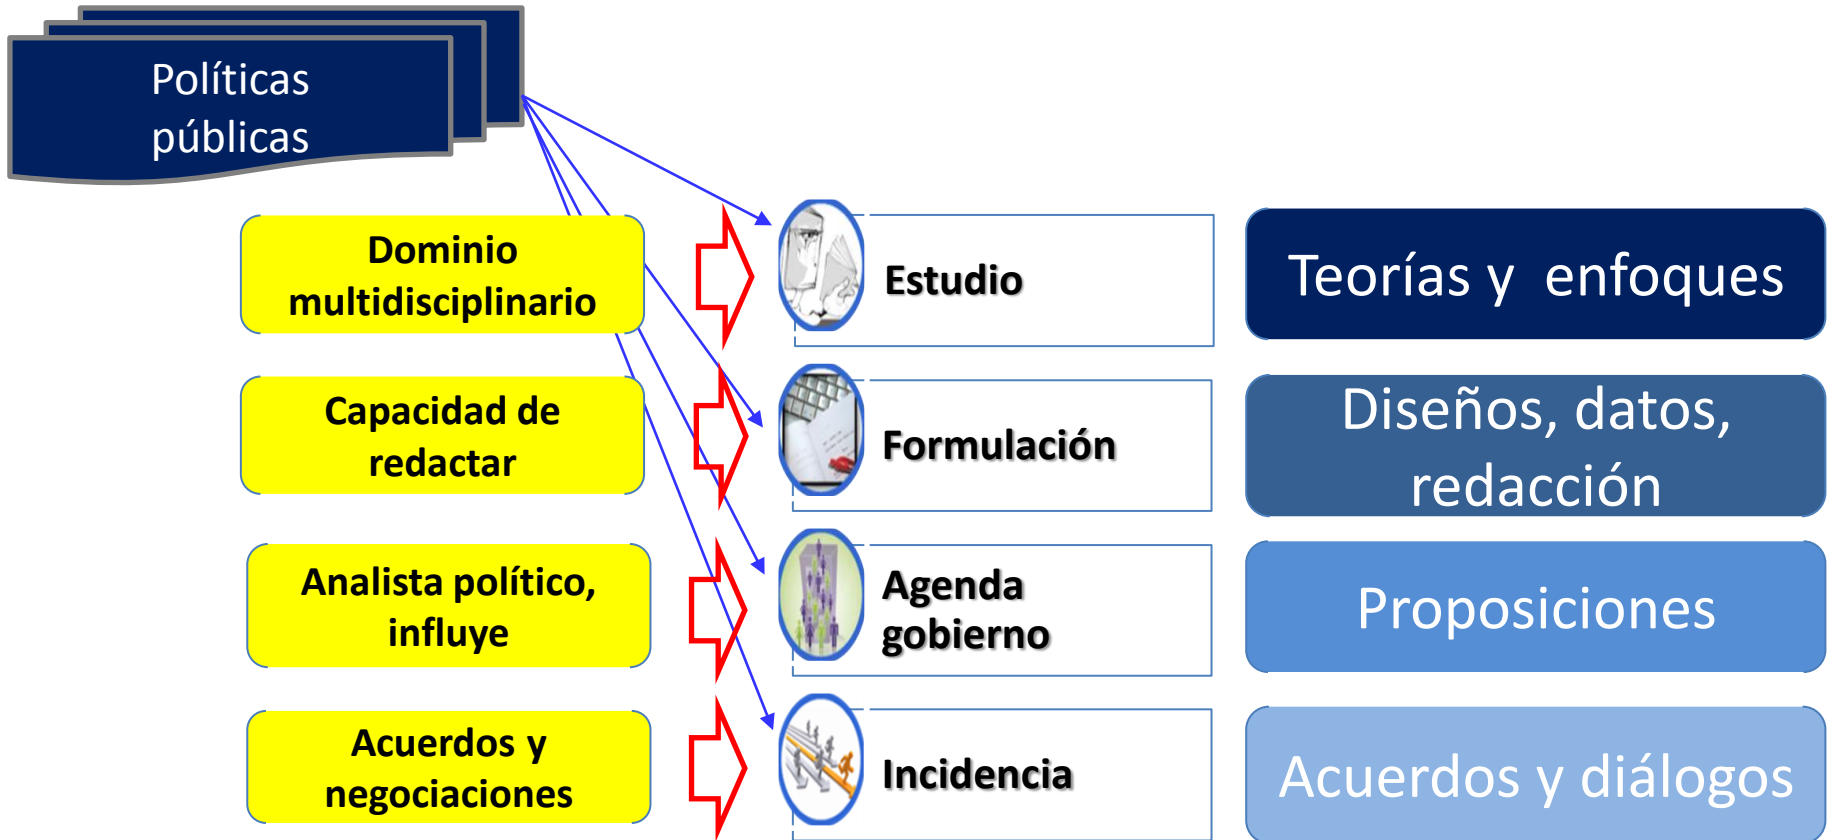 Políticas
públicas
Dominio
multidisciplinario
Estudio
Teorías y enfoques
Capacidad de
redactar
Formulación
Diseños, datos,
redacción
Analista político,
influye
Agenda
gobierno
Proposiciones
Acuerdos y
negociaciones
Incidencia
Acuerdos y diálogos